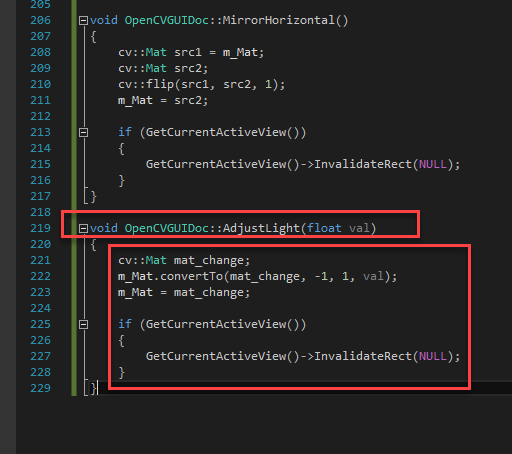 205
206 void OpenCVGUIDoc::MirrorHorizontal()
207 {
208 cv::Mat src1 = m_Mat;
209 cv::Mat src2;
210 cv::flip(src1, src2, 1);
211 m_Mat = src2;
212
213 if (GetCurrentActiveView())
214 {
215 GetCurrentActiveView()->InvalidateRect(NULL);
216 }
217 }
218
219 void OpenCVGUIDoc::AdjustLight(float val)
220 {
221 cv::Mat mat_change;
222 m_Mat.convertTo(mat_change, -1, 1, val);
223 m_Mat = mat_change;
224
225 if (GetCurrentActiveView())
226 {
227 GetCurrentActiveView()->InvalidateRect(NULL);
228 }
229 }